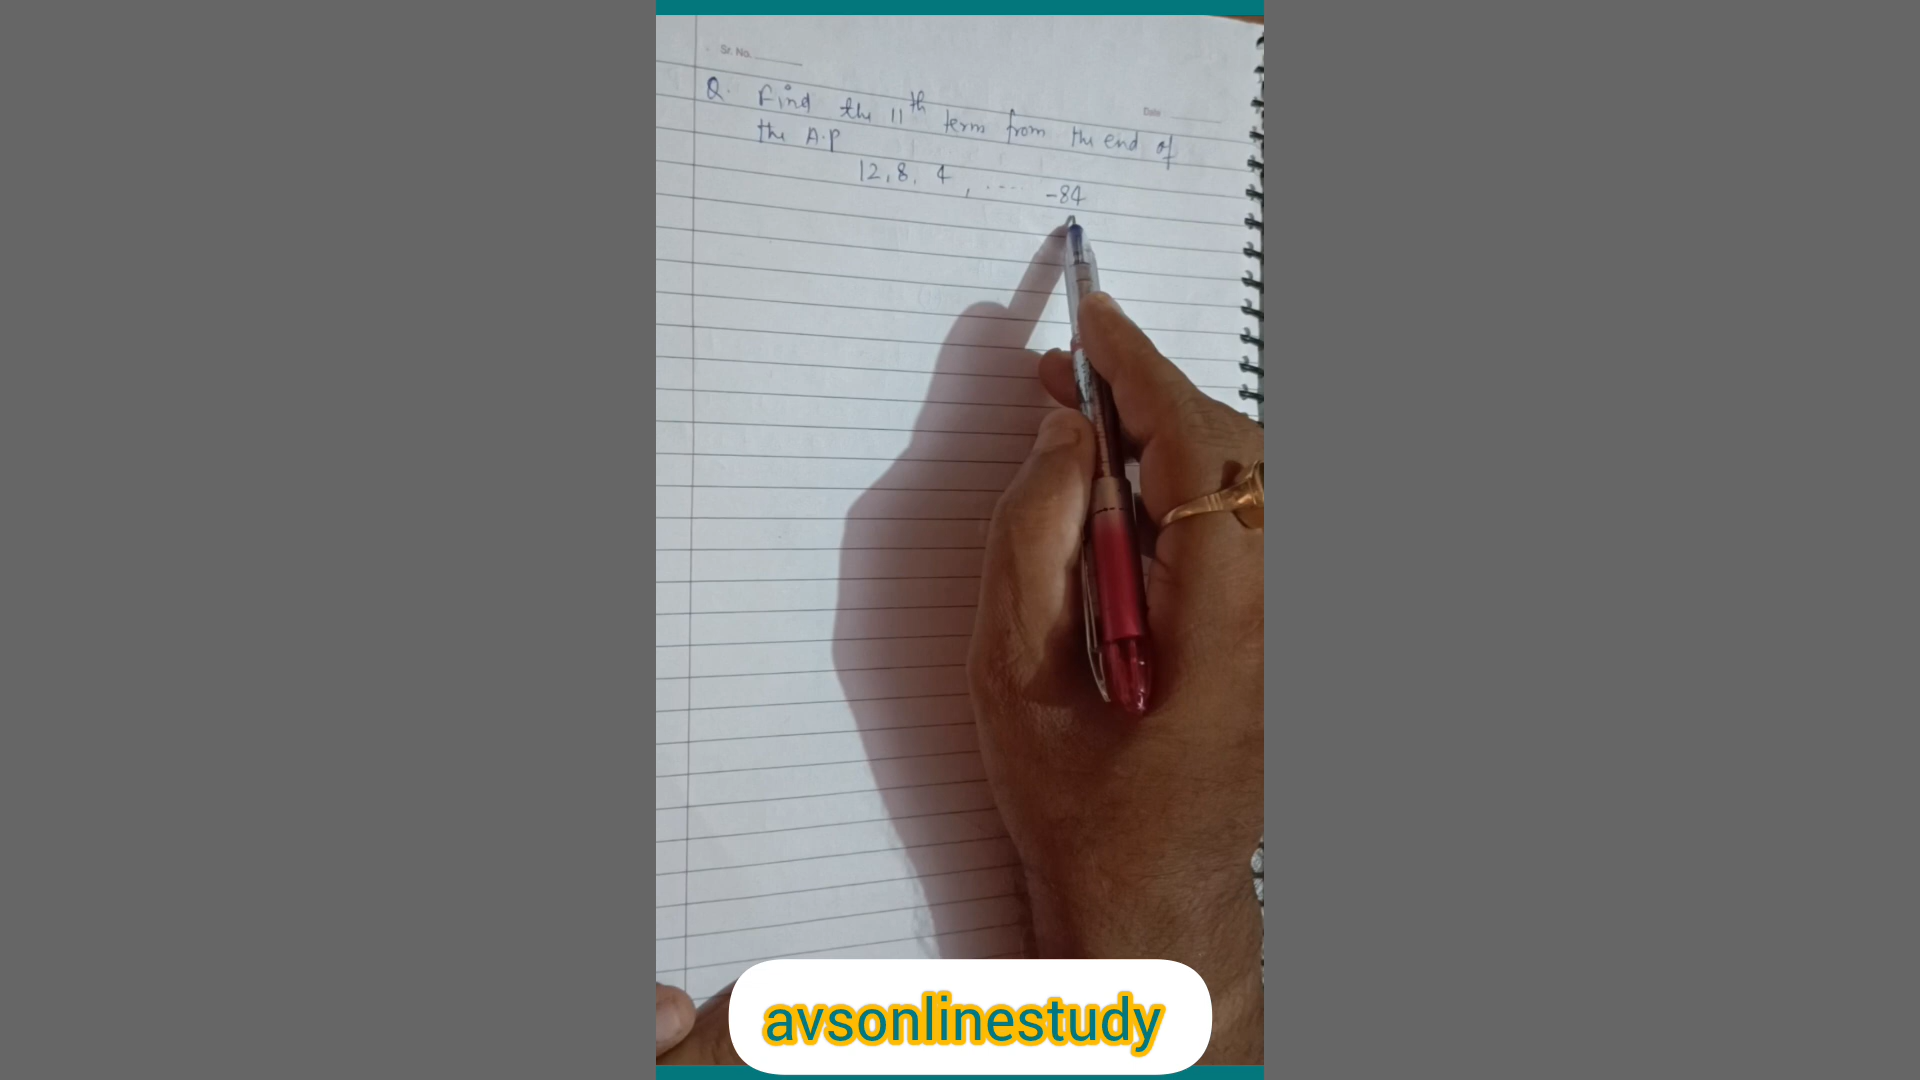 Sr. No.
Date
Q. Find the 11th term from the end of
the A.P
12, 8, 4, .... -84
avsonlinestudy